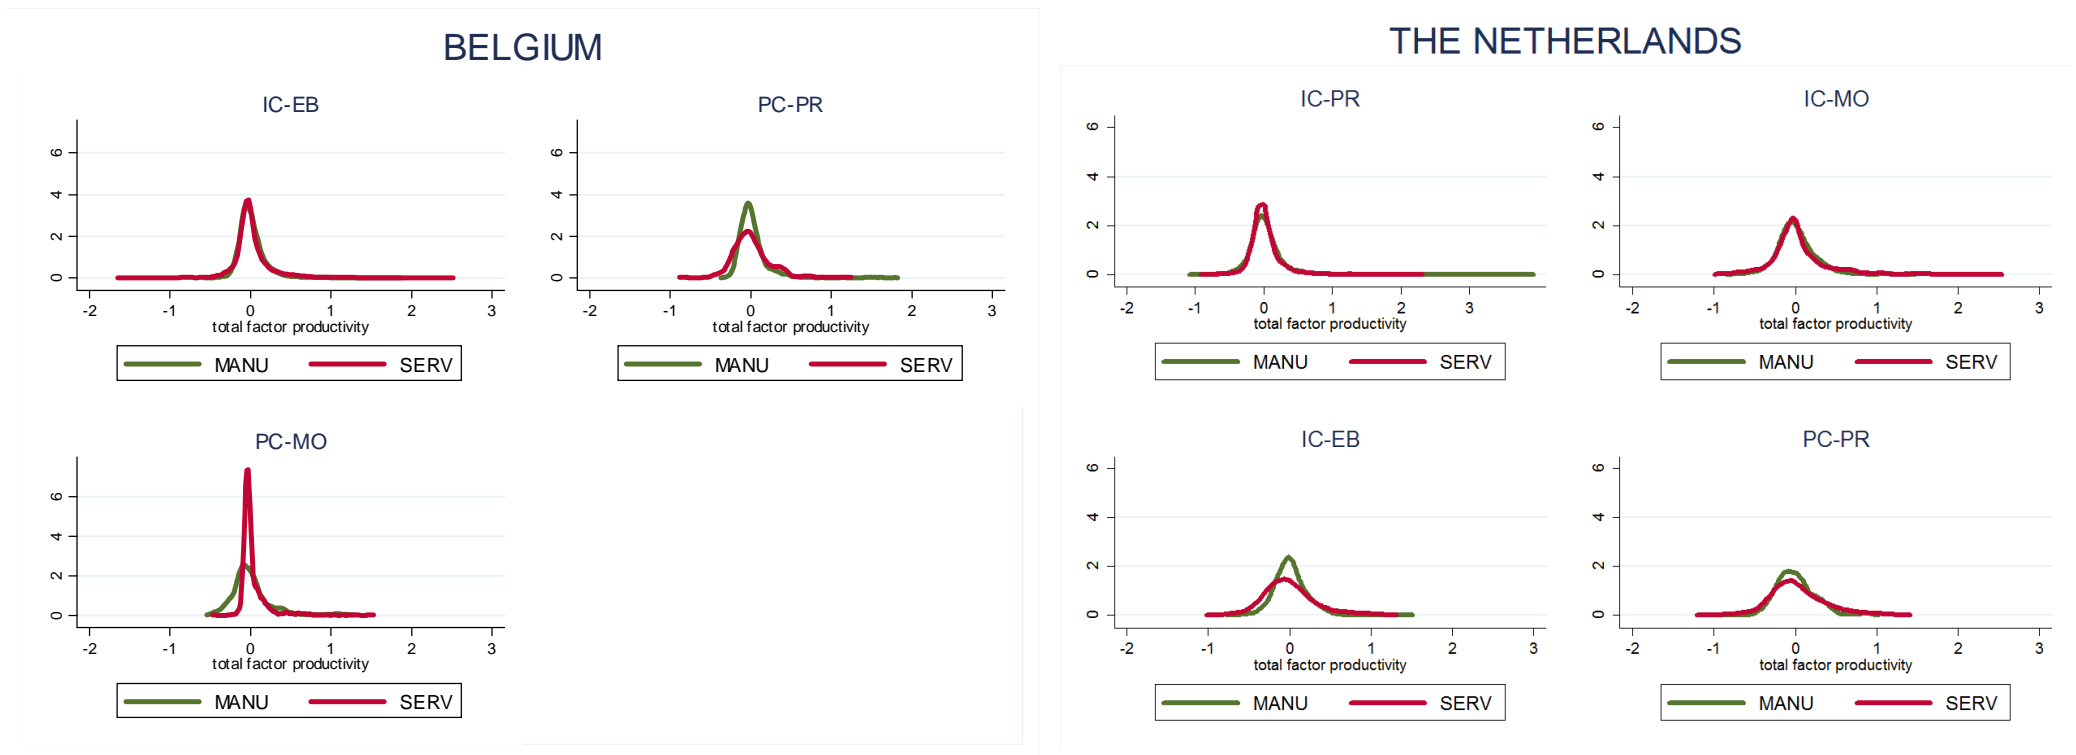 BELGIUM
IC-EB
6
4
2
0
-2 -1 0 1 2 3
total factor productivity
MANU SERV
PC-PR
6
4
2
0
-2 -1 0 1 2 3
total factor productivity
MANU SERV
PC-MO
6
4
2
0
-2 -1 0 1 2 3
total factor productivity
MANU SERV
THE NETHERLANDS
IC-PR
6
4
2
0
-2 -1 0 1 2 3
total factor productivity
MANU SERV
IC-MO
6
4
2
0
-2 -1 0 1 2 3
total factor productivity
MANU SERV
IC-EB
6
4
2
0
-2 -1 0 1 2 3
total factor productivity
MANU SERV
PC-PR
6
4
2
0
-2 -1 0 1 2 3
total factor productivity
MANU SERV